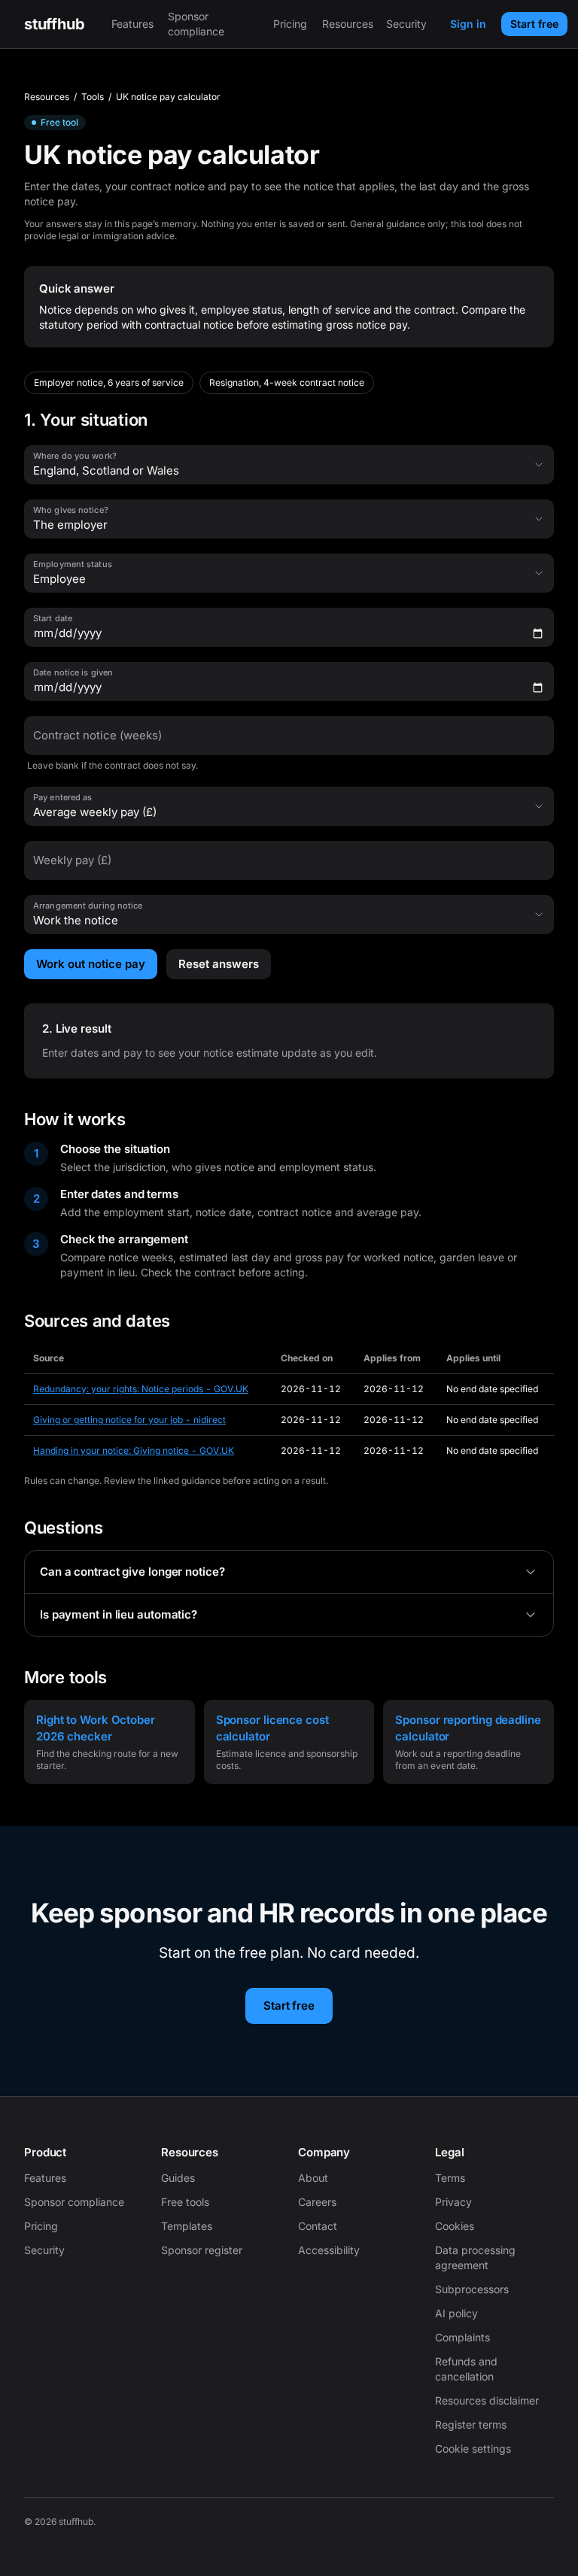 stuffhub
Features
Sponsor
compliance
Pricing
Resources
Security
Sign in
Start free
Resources / Tools / UK notice pay calculator
Free tool
UK notice pay calculator
Enter the dates, your contract notice and pay to see the notice that applies, the last day and the gross
notice pay.
Your answers stay in this page's memory. Nothing you enter is saved or sent. General guidance only; this tool does not
provide legal or immigration advice.
Quick answer
Notice depends on who gives it, employee status, length of service and the contract. Compare the
statutory period with contractual notice before estimating gross notice pay.
Employer notice, 6 years of service
Resignation, 4-week contract notice
1. Your situation
Where do you work?
England, Scotland or Wales
Who gives notice?
The employer
Employment status
Employee
Start date
mm/dd/yyyy
Date notice is given
mm/dd/yyyy
Contract notice (weeks)
Leave blank if the contract does not say.
Pay entered as
Average weekly pay (£)
Weekly pay (£)
Arrangement during notice
Work the notice
Work out notice pay
Reset answers
2. Live result
Enter dates and pay to see your notice estimate update as you edit.
How it works
1
Choose the situation
Select the jurisdiction, who gives notice and employment status.
2
Enter dates and terms
Add the employment start, notice date, contract notice and average pay.
3
Check the arrangement
Compare notice weeks, estimated last day and gross pay for worked notice, garden leave or
payment in lieu. Check the contract before acting.
Sources and dates
Source Checked on Applies from Applies until
Redundancy: your rights: Notice periods - GOV.UK 2026-11-12 2026-11-12 No end date specified
Giving or getting notice for your job - nidirect 2026-11-12 2026-11-12 No end date specified
Handing in your notice: Giving notice - GOV.UK 2026-11-12 2026-11-12 No end date specified
Rules can change. Review the linked guidance before acting on a result.
Questions
Can a contract give longer notice?
Is payment in lieu automatic?
More tools
Right to Work October
2026 checker
Find the checking route for a new
starter.
Sponsor licence cost
calculator
Estimate licence and sponsorship
costs.
Sponsor reporting deadline
calculator
Work out a reporting deadline
from an event date.
Keep sponsor and HR records in one place
Start on the free plan. No card needed.
Start free
Product
Features
Sponsor compliance
Pricing
Security
Resources
Guides
Free tools
Templates
Sponsor register
Company
About
Careers
Contact
Accessibility
Legal
Terms
Privacy
Cookies
Data processing
agreement
Subprocessors
AI policy
Complaints
Refunds and
cancellation
Resources disclaimer
Register terms
Cookie settings
© 2026 stuffhub.